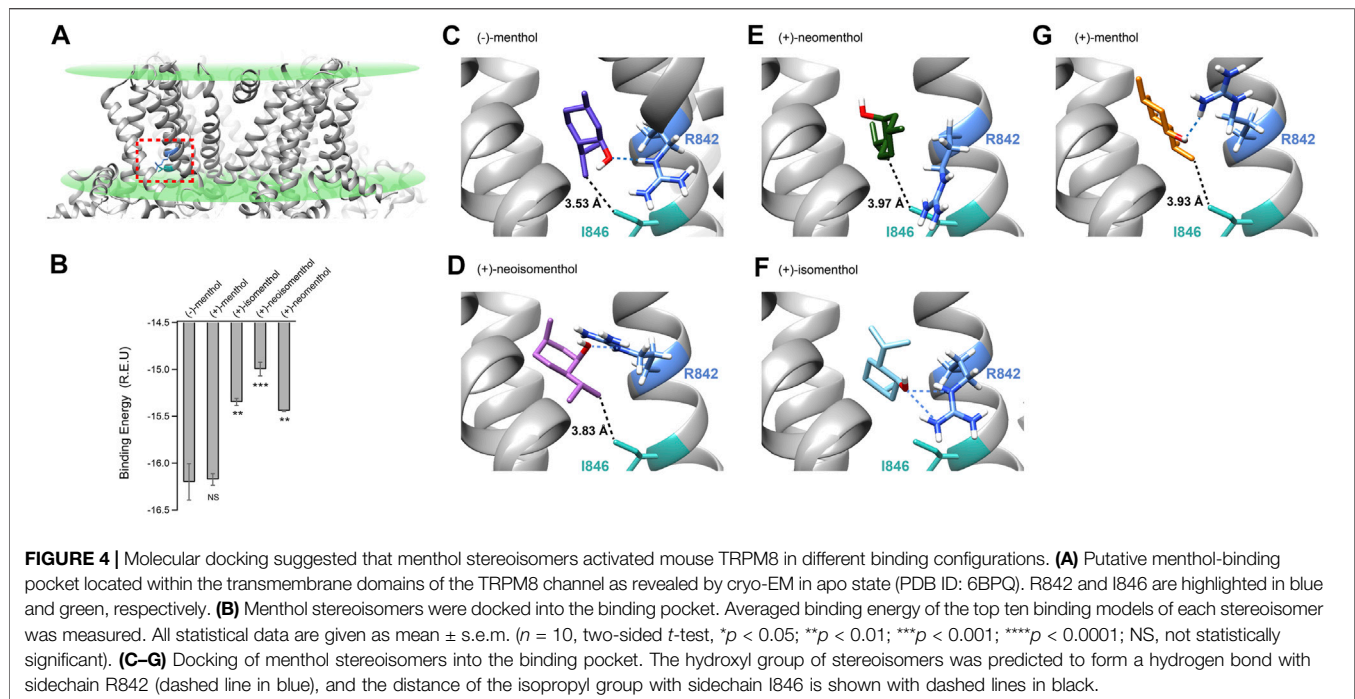 A
B
-14.5
-15.0
-15.5
-16.0
-16.5
Binding Energy (R.E.U)
(-)-menthol
(+)-menthol
(+)-isomenthol
(+)-neoisomenthol
(+)-neomenthol
NS
**
***
**
C (-)-menthol
R842
3.53 Å
I846
D (+)-neoisomenthol
R842
3.83 Å
I846
E (+)-neomenthol
R842
3.97 Å
I846
F (+)-isomenthol
R842
I846
G (+)-menthol
R842
3.93 Å
I846
FIGURE 4 | Molecular docking suggested that menthol stereoisomers activated mouse TRPM8 in different binding configurations. (A) Putative menthol-binding
pocket located within the transmembrane domains of the TRPM8 channel as revealed by cryo-EM in apo state (PDB ID: 6BPQ). R842 and I846 are highlighted in blue
and green, respectively. (B) Menthol stereoisomers were docked into the binding pocket. Averaged binding energy of the top ten binding models of each stereoisomer
was measured. All statistical data are given as mean ± s.e.m. (n = 10, two-sided t-test, *p < 0.05; **p < 0.01; ***p < 0.001; ****p < 0.0001; NS, not statistically
significant). (C–G) Docking of menthol stereoisomers into the binding pocket. The hydroxyl group of stereoisomers was predicted to form a hydrogen bond with
sidechain R842 (dashed line in blue), and the distance of the isopropyl group with sidechain I846 is shown with dashed lines in black.